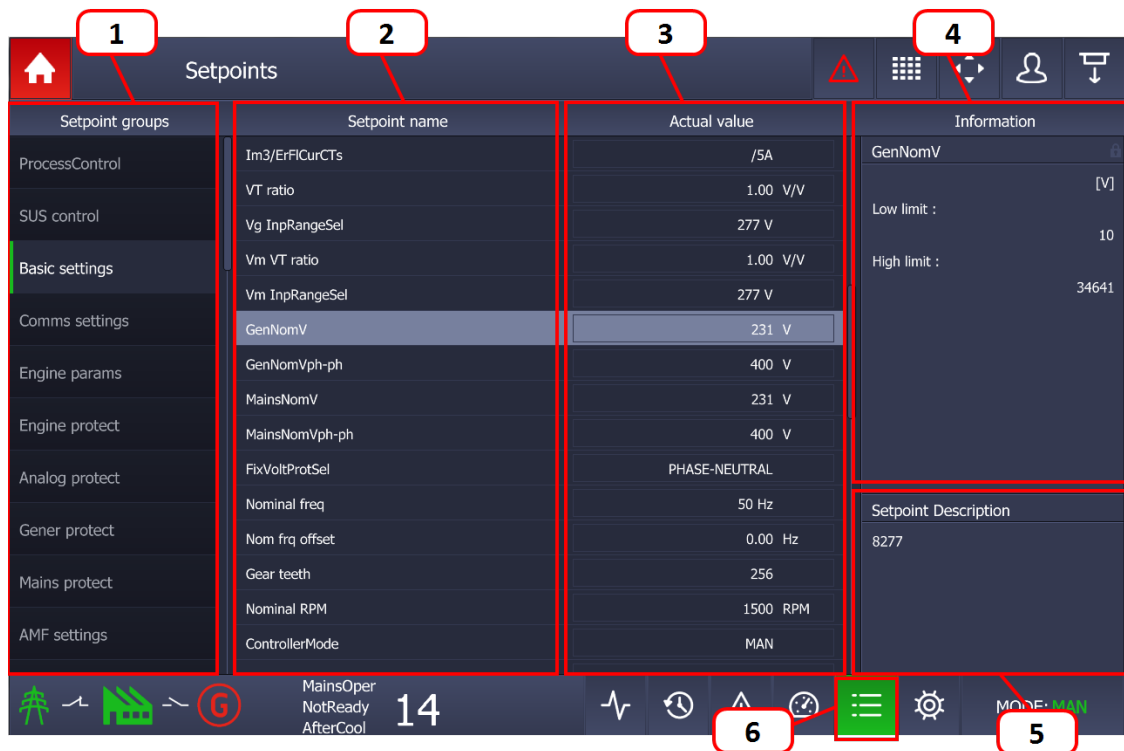 1
2
3
4
Setpoints
Setpoint groups
Setpoint name
Actual value
Information
ProcessControl
SUS control
Basic settings
Comms settings
Engine params
Engine protect
Analog protect
Gener protect
Mains protect
AMF settings
Im3/ErFlCurCTs /5A
VT ratio 1.00 V/V
Vg InpRangeSel 277 V
Vm VT ratio 1.00 V/V
Vm InpRangeSel 277 V
GenNomV 231 V
GenNomVph-ph 400 V
MainsNomV 231 V
MainsNomVph-ph 400 V
FixVoltProtSel PHASE-NEUTRAL
Nominal freq 50 Hz
Nom frq offset 0.00 Hz
Gear teeth 256
Nominal RPM 1500 RPM
ControllerMode MAN
GenNomV
[V]
Low limit :
10
High limit :
34641
Setpoint Description
8277
G
MainsOper
NotReady
AfterCool
14
MODE: MAN
6
5